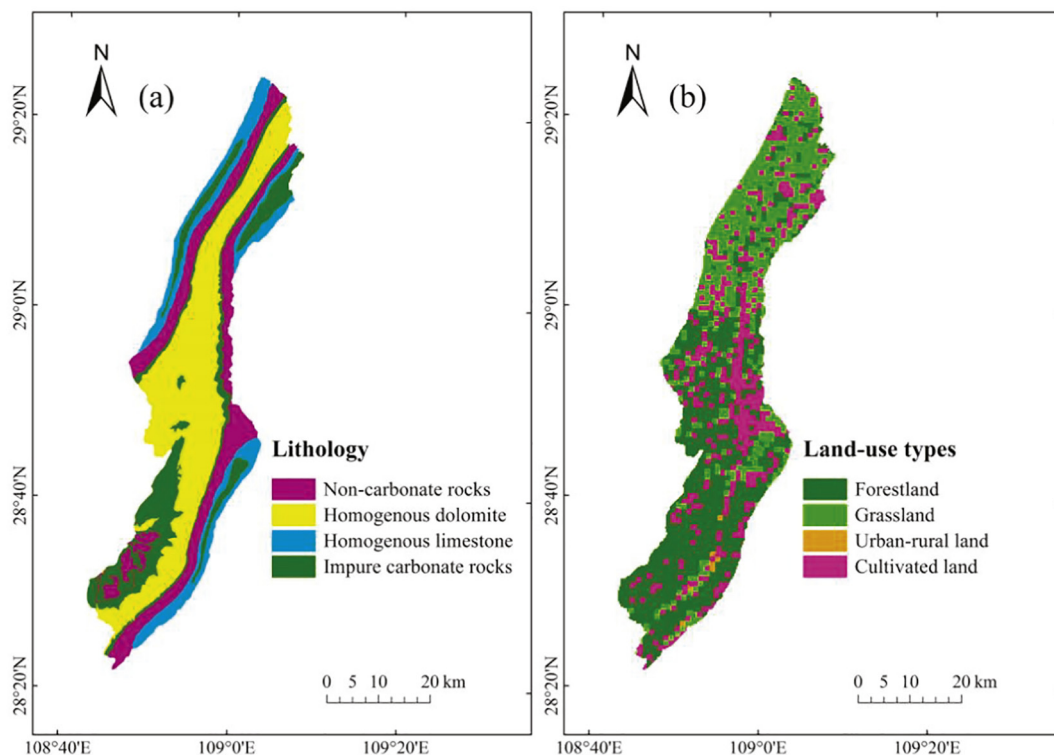 N
(a)
29°20'N
29°0'N
28°40'N
28°20'N
Lithology
Non-carbonate rocks
Homogenous dolomite
Homogenous limestone
Impure carbonate rocks
0 5 10 20 km
108°40'E 109°0'E 109°20'E
N
(b)
29°20'N
29°0'N
28°40'N
28°20'N
Land-use types
Forestland
Grassland
Urban-rural land
Cultivated land
0 5 10 20 km
108°40'E 109°0'E 109°20'E